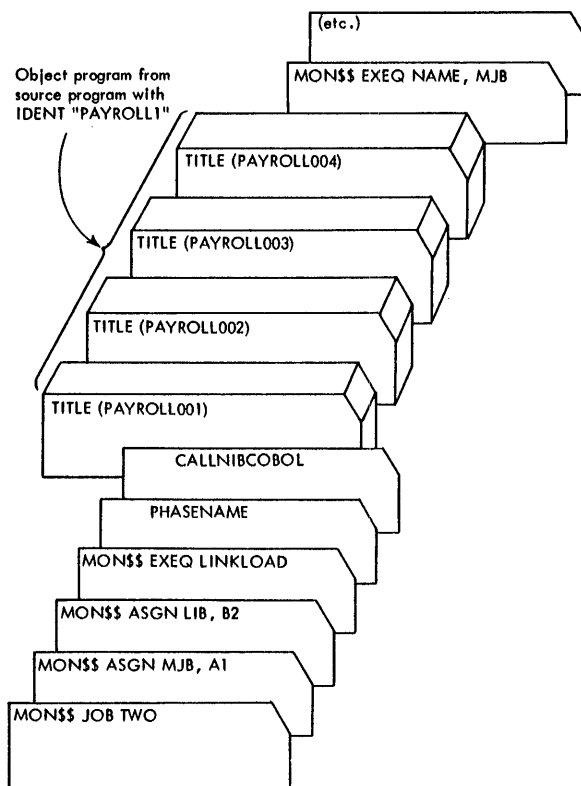 (etc.)
MON$$ EXEQ NAME, MJB
Object program from
source program with
IDENT "PAYROLL1"
TITLE (PAYROLL004)
TITLE (PAYROLL003)
TITLE (PAYROLL002)
TITLE (PAYROLL001)
CALLNIBCOBOL
PHASENAME
MON$$ EXEQ LINKLOAD
MON$$ ASGN LIB, B2
MON$$ ASGN MJB, A1
MON$$ JOB TWO